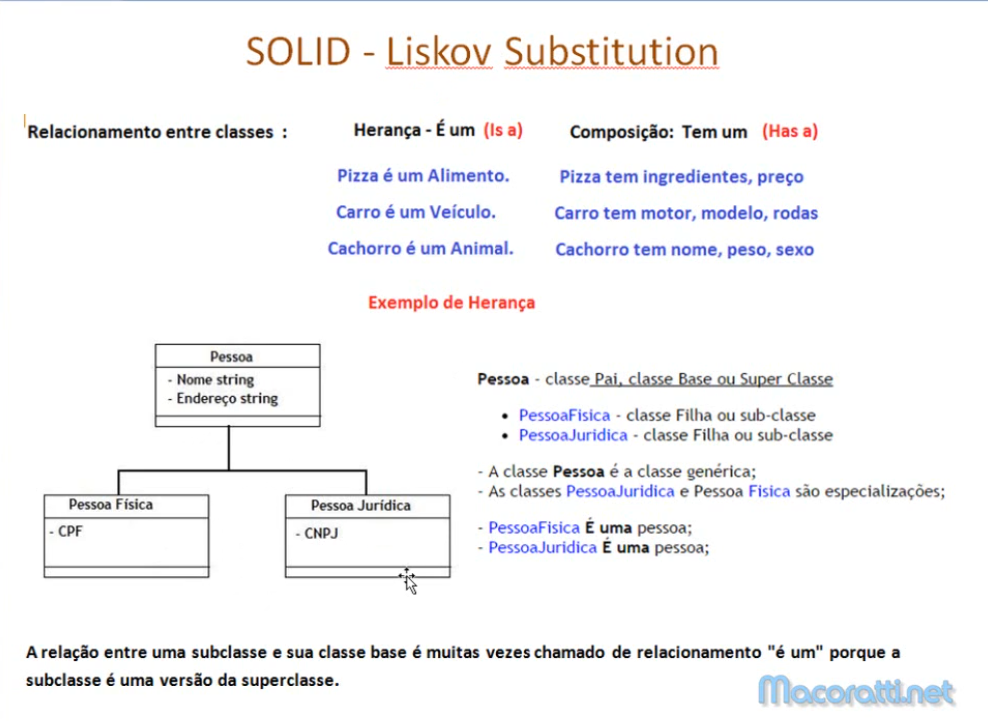 SOLID - Liskov Substitution
Relacionamento entre classes :
Herança - É um (Is a)
Composição: Tem um (Has a)
Pizza é um Alimento.
Pizza tem ingredientes, preço
Carro é um Veículo.
Carro tem motor, modelo, rodas
Cachorro é um Animal.
Cachorro tem nome, peso, sexo
Exemplo de Herança
Pessoa
- Nome string
- Endereço string
Pessoa Física
- CPF
Pessoa Jurídica
- CNPJ
Pessoa - classe Pai, classe Base ou Super Classe
• PessoaFisica - classe Filha ou sub-classe
• PessoaJuridica - classe Filha ou sub-classe
- A classe Pessoa é a classe genérica;
- As classes PessoaJuridica e Pessoa Fisica são especializações;
- PessoaFisica É uma pessoa;
- PessoaJuridica É uma pessoa;
A relação entre uma subclasse e sua classe base é muitas vezes chamado de relacionamento "é um" porque a
subclasse é uma versão da superclasse.
Macoratti.net